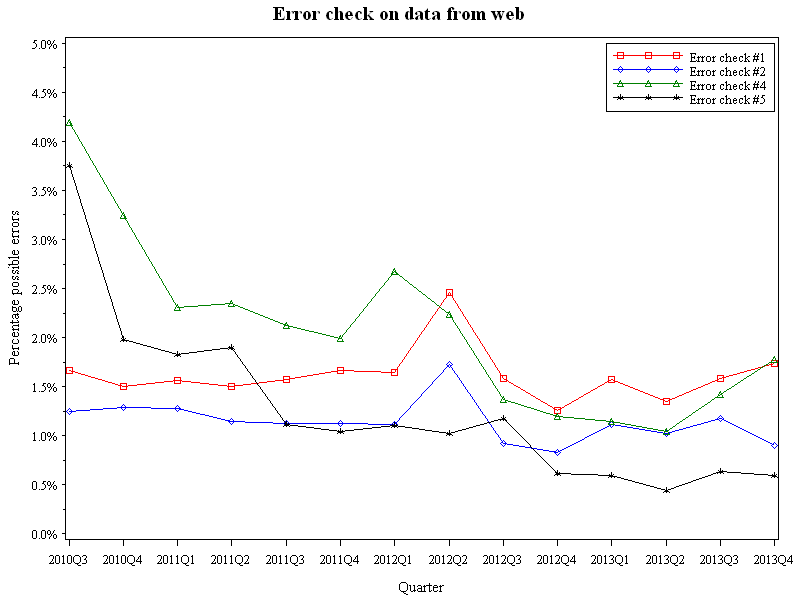 Error check on data from web
Error check #1
Error check #2
Error check #4
Error check #5
5.0%
4.5%
4.0%
3.5%
3.0%
2.5%
2.0%
1.5%
1.0%
0.5%
0.0%
Percentage possible errors
2010Q3 2010Q4 2011Q1 2011Q2 2011Q3 2011Q4 2012Q1 2012Q2 2012Q3 2012Q4 2013Q1 2013Q2 2013Q3 2013Q4
Quarter